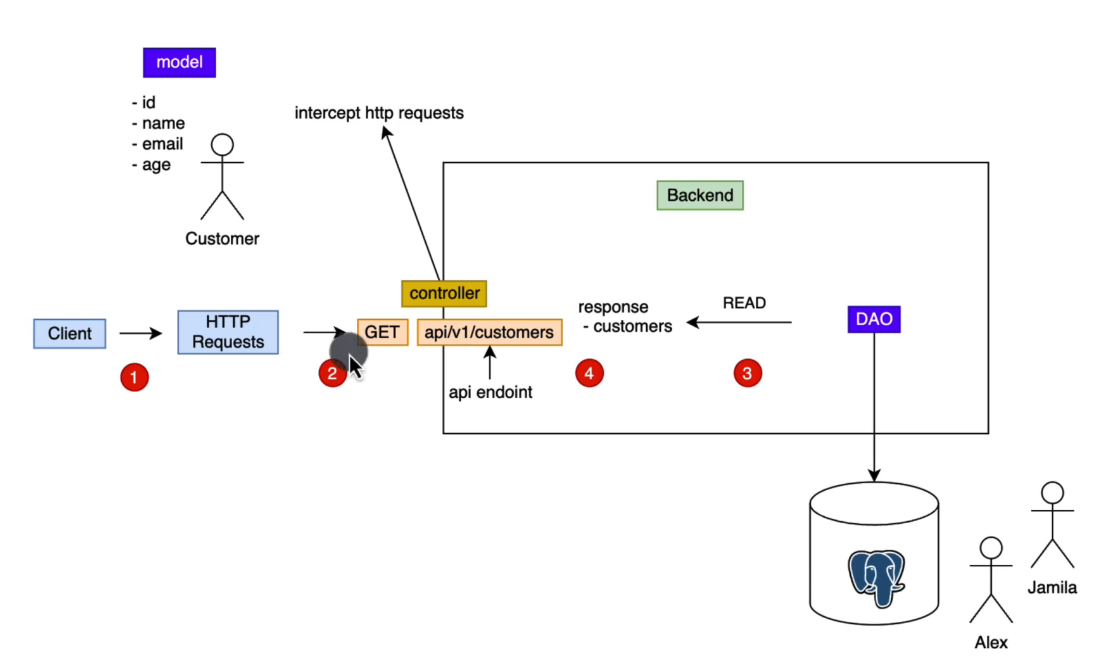 model
- id
- name
- email
- age
Customer
intercept http requests
Backend
controller
Client
HTTP
Requests
GET
api/v1/customers
response
- customers
READ
DAO
1
2
4
3
api endoint
Jamila
Alex